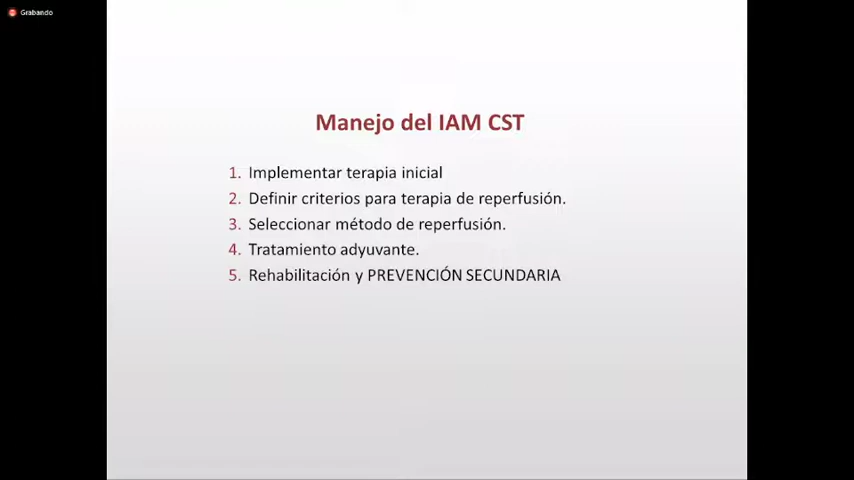 Grabando
Manejo del IAM CST
1. Implementar terapia inicial
2. Definir criterios para terapia de reperfusión.
3. Seleccionar método de reperfusión.
4. Tratamiento adyuvante.
5. Rehabilitación y PREVENCIÓN SECUNDARIA